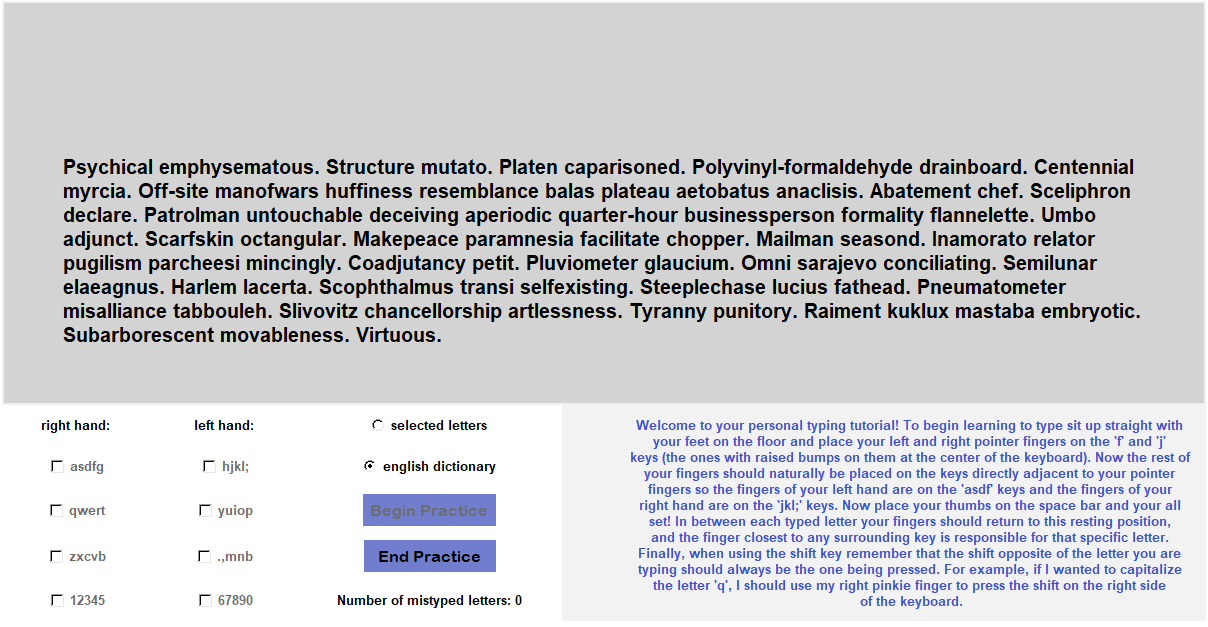 Psychical emphysematous. Structure mutato. Platen caparisoned. Polyvinyl-formaldehyde drainboard. Centennial
myrcia. Off-site manofwars huffiness resemblance balas plateau aetobatus anaclisis. Abatement chef. Sceliphron
declare. Patrolman untouchable deceiving aperiodic quarter-hour businessperson formality flannelette. Umbo
adjunct. Scarfskin octangular. Makepeace paramnesia facilitate chopper. Mailman seasond. Inamorato relator
pugilism parcheesi mincingly. Coadjutancy petit. Pluviometer glaucium. Omni sarajevo conciliating. Semilunar
elaeagnus. Harlem lacerta. Scophthalmus transi selfexisting. Steeplechase lucius fathead. Pneumatometer
misalliance tabbouleh. Slivovitz chancellorship artlessness. Tyranny punitory. Raiment kuklux mastaba embryotic.
Subarborescent movableness. Virtuous.
right hand:
left hand:
selected letters
asdfg
hjkl;
english dictionary
qwert
yuiop
Begin Practice
zxcvb
.,mnb
End Practice
12345
67890
Number of mistyped letters: 0
Welcome to your personal typing tutorial! To begin learning to type sit up straight with
your feet on the floor and place your left and right pointer fingers on the 'f' and 'j'
keys (the ones with raised bumps on them at the center of the keyboard). Now the rest of
your fingers should naturally be placed on the keys directly adjacent to your pointer
fingers so the fingers of your left hand are on the 'asdf' keys and the fingers of your
right hand are on the 'jkl;' keys. Now place your thumbs on the space bar and your all
set! In between each typed letter your fingers should return to this resting position,
and the finger closest to any surrounding key is responsible for that specific letter.
Finally, when using the shift key remember that the shift opposite of the letter you are
typing should always be the one being pressed. For example, if I wanted to capitalize
the letter 'q', I should use my right pinkie finger to press the shift on the right side
of the keyboard.